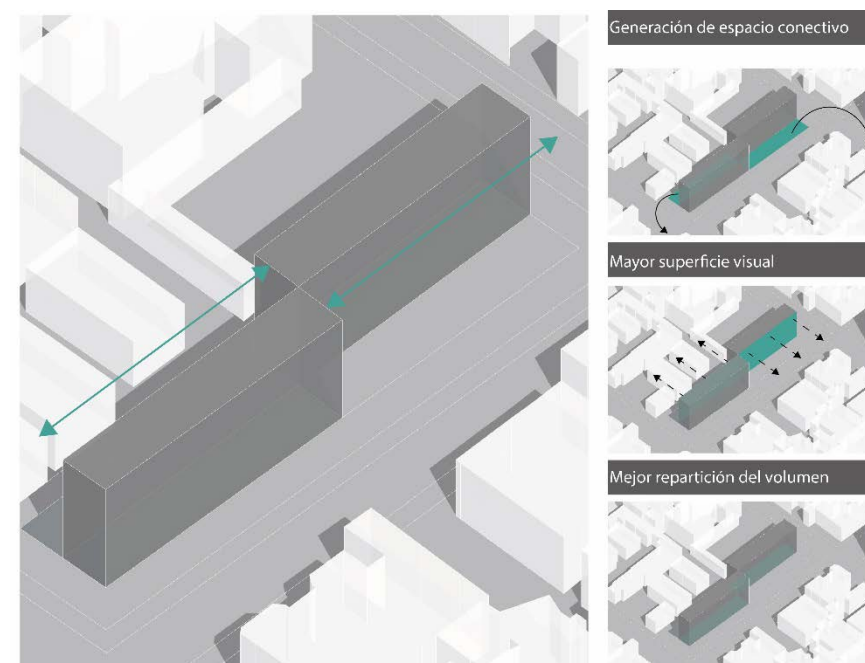 Generación de espacio conectivo
Mayor superficie visual
Mejor repartición del volumen